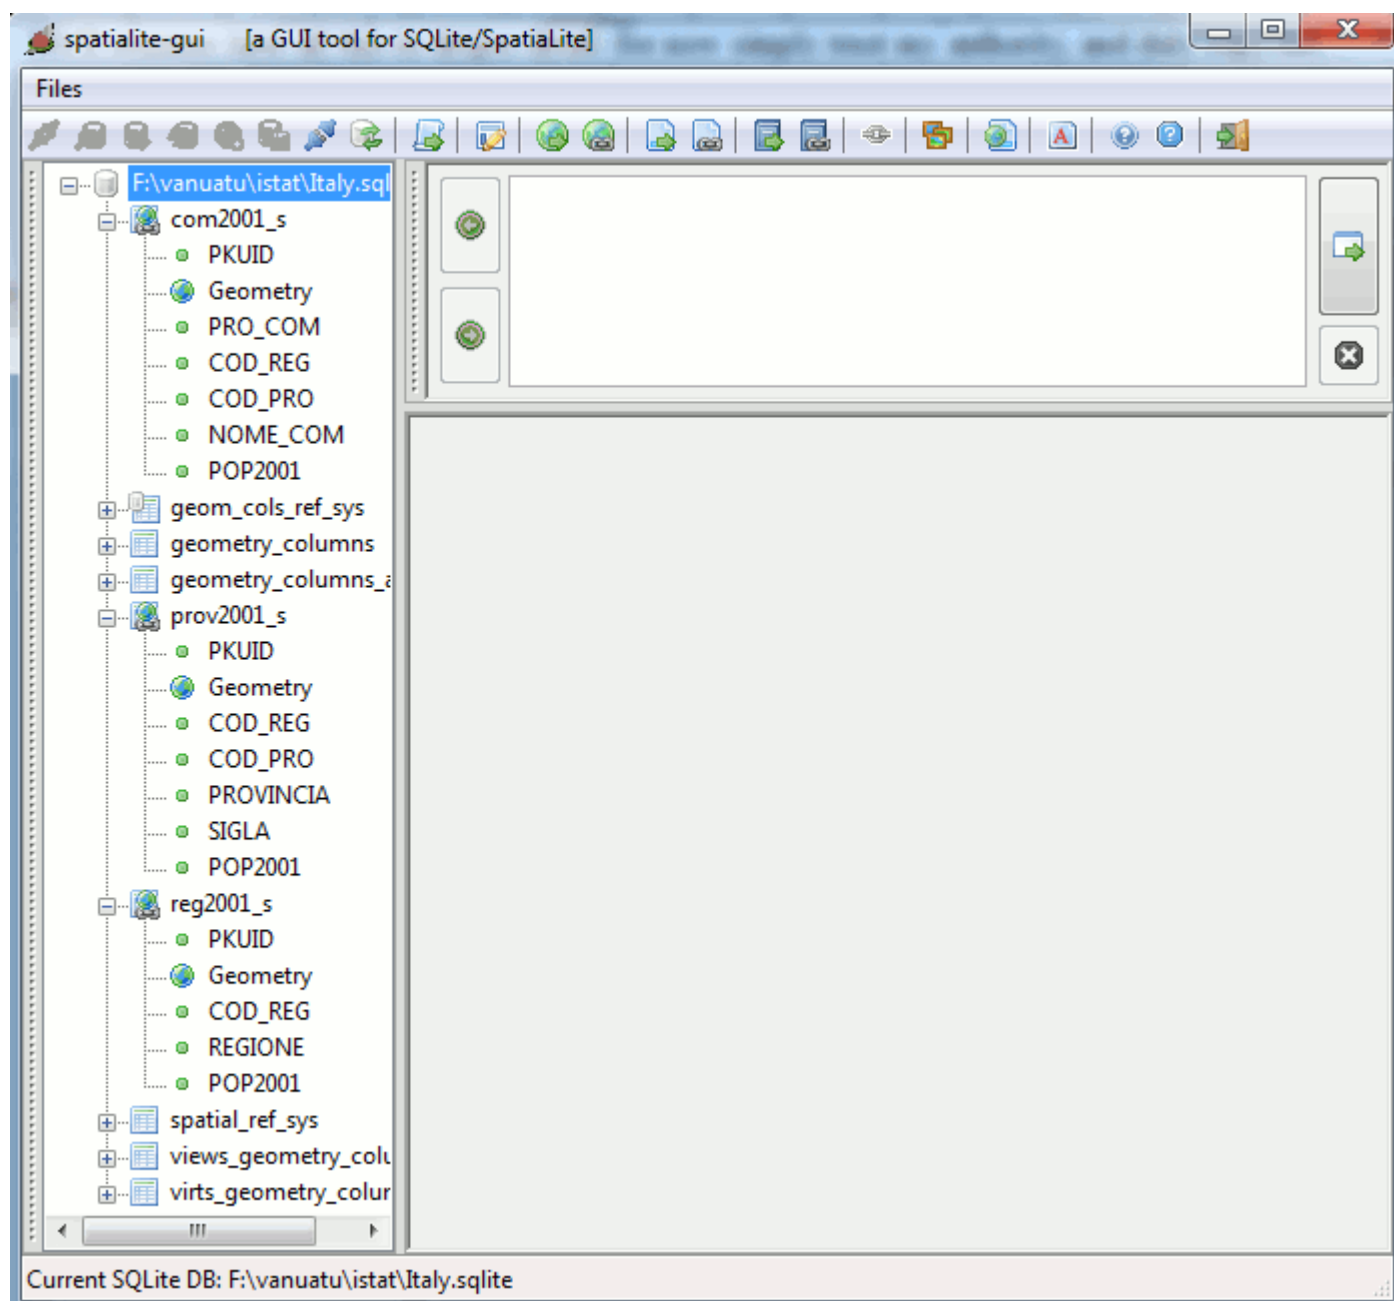 spatialite-gui [a GUI tool for SQLite/SpatiaLite]
Files
F:\vanuatu\istat\Italy.sql
com2001_s
PKUID
Geometry
PRO_COM
COD_REG
COD_PRO
NOME_COM
POP2001
geom_cols_ref_sys
geometry_columns
geometry_columns_a
prov2001_s
PKUID
Geometry
COD_REG
COD_PRO
PROVINCIA
SIGLA
POP2001
reg2001_s
PKUID
Geometry
COD_REG
REGIONE
POP2001
spatial_ref_sys
views_geometry_colu
virts_geometry_colur
Current SQLite DB: F:\vanuatu\istat\Italy.sqlite